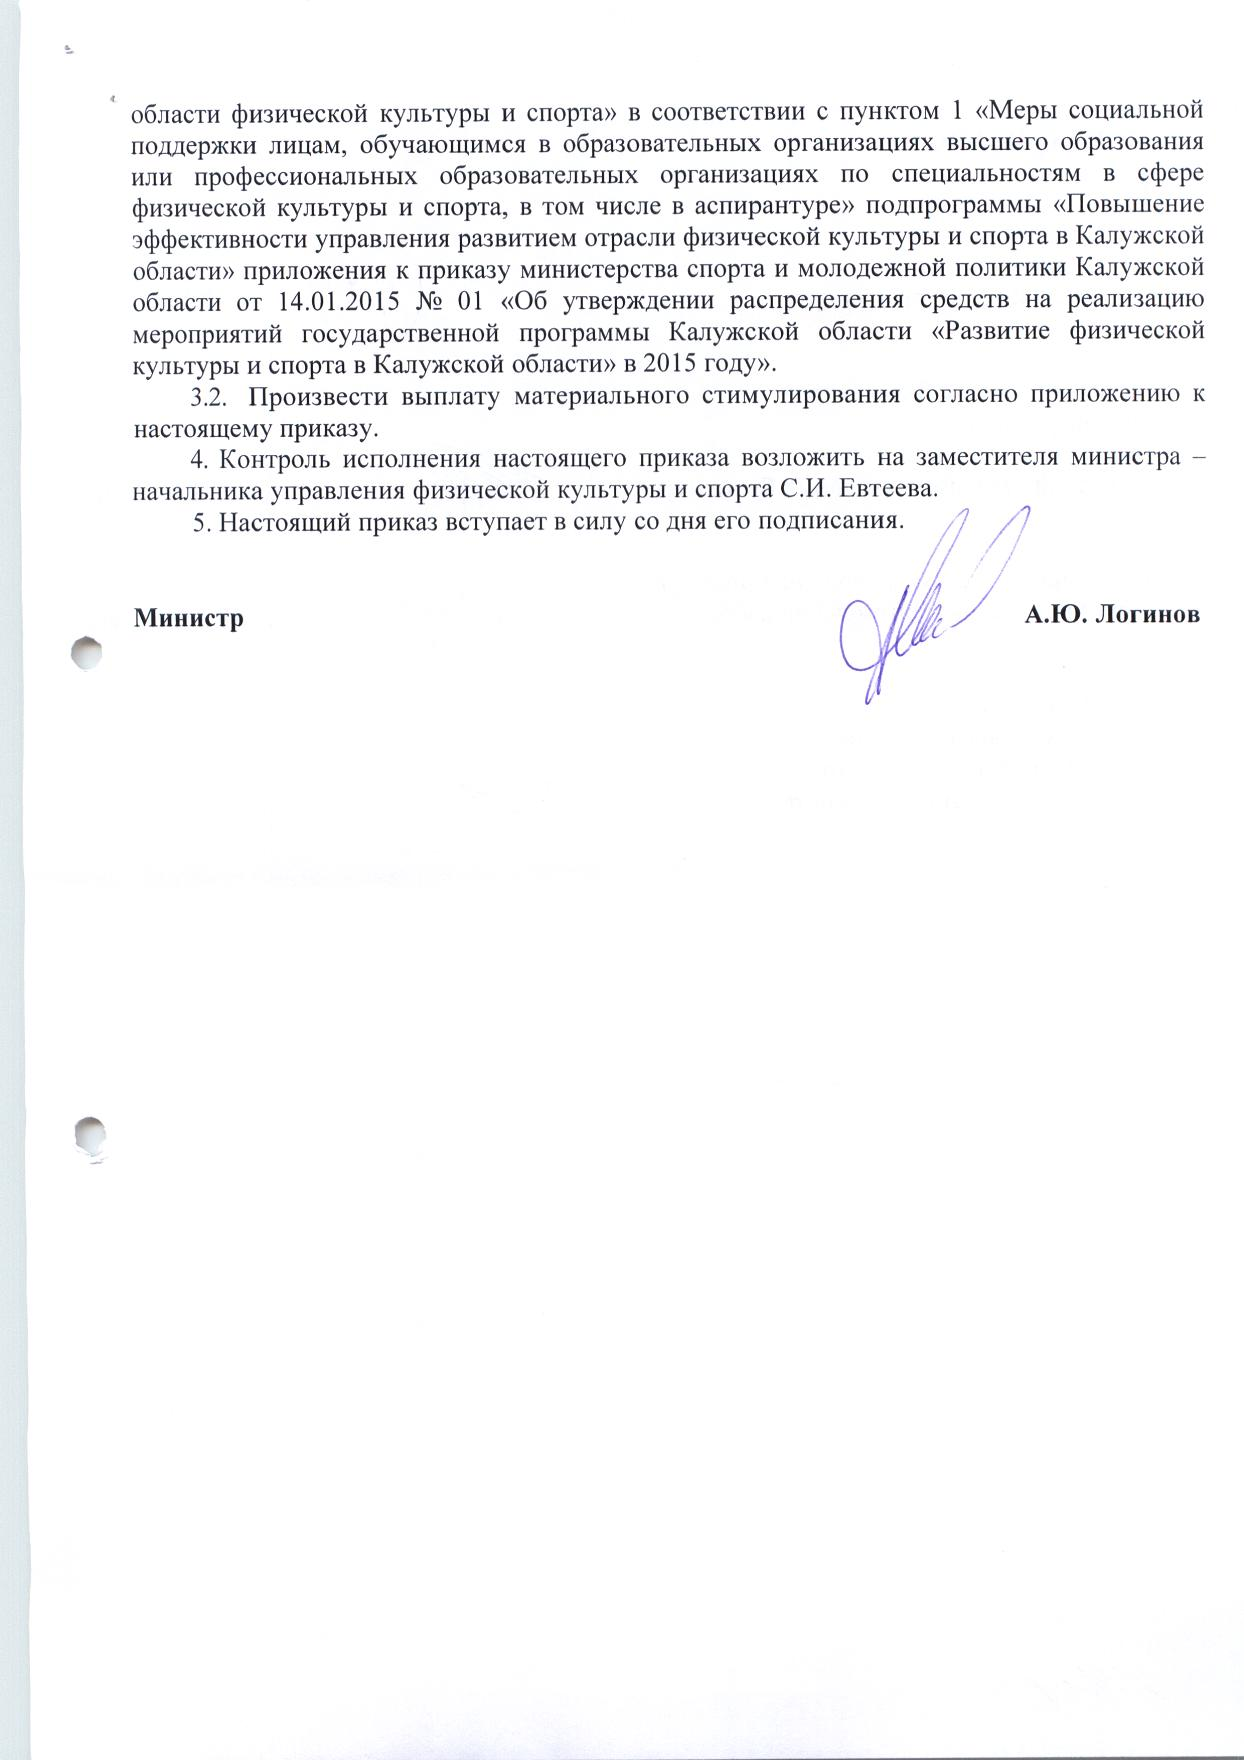 области физической культуры и спорта» в соответствии с пунктом 1 «Меры социальной
поддержки лицам, обучающимся в образовательных организациях высшего образования
или профессиональных образовательных организациях по специальностям в сфере
физической культуры и спорта, в том числе в аспирантуре» подпрограммы «Повышение
эффективности управления развитием отрасли физической культуры и спорта в Калужской
области» приложения к приказу министерства спорта и молодежной политики Калужской
области от 14.01.2015 № 01 «Об утверждении распределения средств на реализацию
мероприятий государственной программы Калужской области «Развитие физической
культуры и спорта в Калужской области» в 2015 году».
3.2. Произвести выплату материального стимулирования согласно приложению к
настоящему приказу.
4. Контроль исполнения настоящего приказа возложить на заместителя министра –
начальника управления физической культуры и спорта С.И. Евтеева.
5. Настоящий приказ вступает в силу со дня его подписания.
Министр А.Ю. Логинов